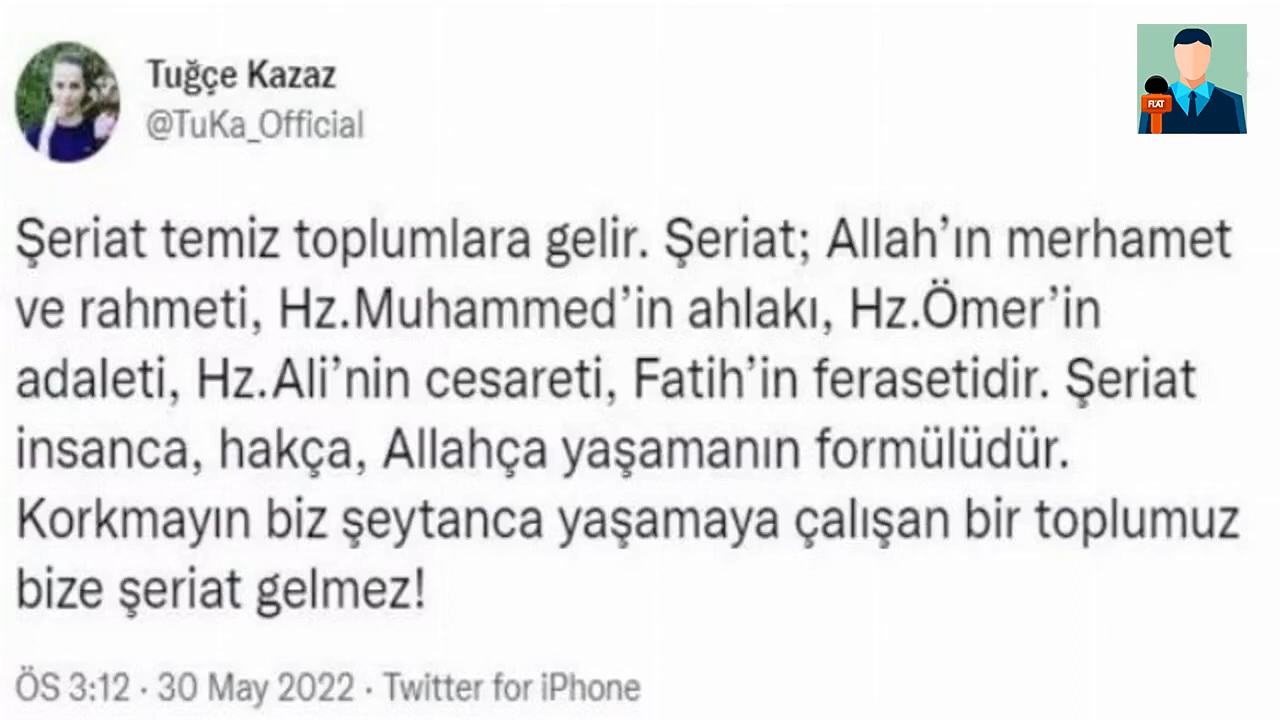 Tuğçe Kazaz
@TuKa_Official
FLAT
Şeriat temiz toplumlara gelir. Şeriat; Allah’ın merhamet
ve rahmeti, Hz.Muhammed’in ahlakı, Hz.Ömer’in
adaleti, Hz.Ali’nin cesareti, Fatih’in ferasetidir. Şeriat
insanca, hakça, Allahça yaşamanın formülüdür.
Korkmayın biz şeytanca yaşamaya çalışan bir toplumuz
bize şeriat gelmez!
ÖS 3:12 · 30 May 2022 · Twitter for iPhone